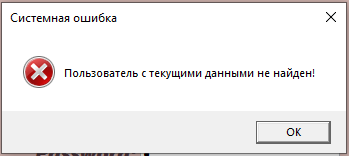 Системная ошибка
Пользователь с текущими данными не найден!
OK